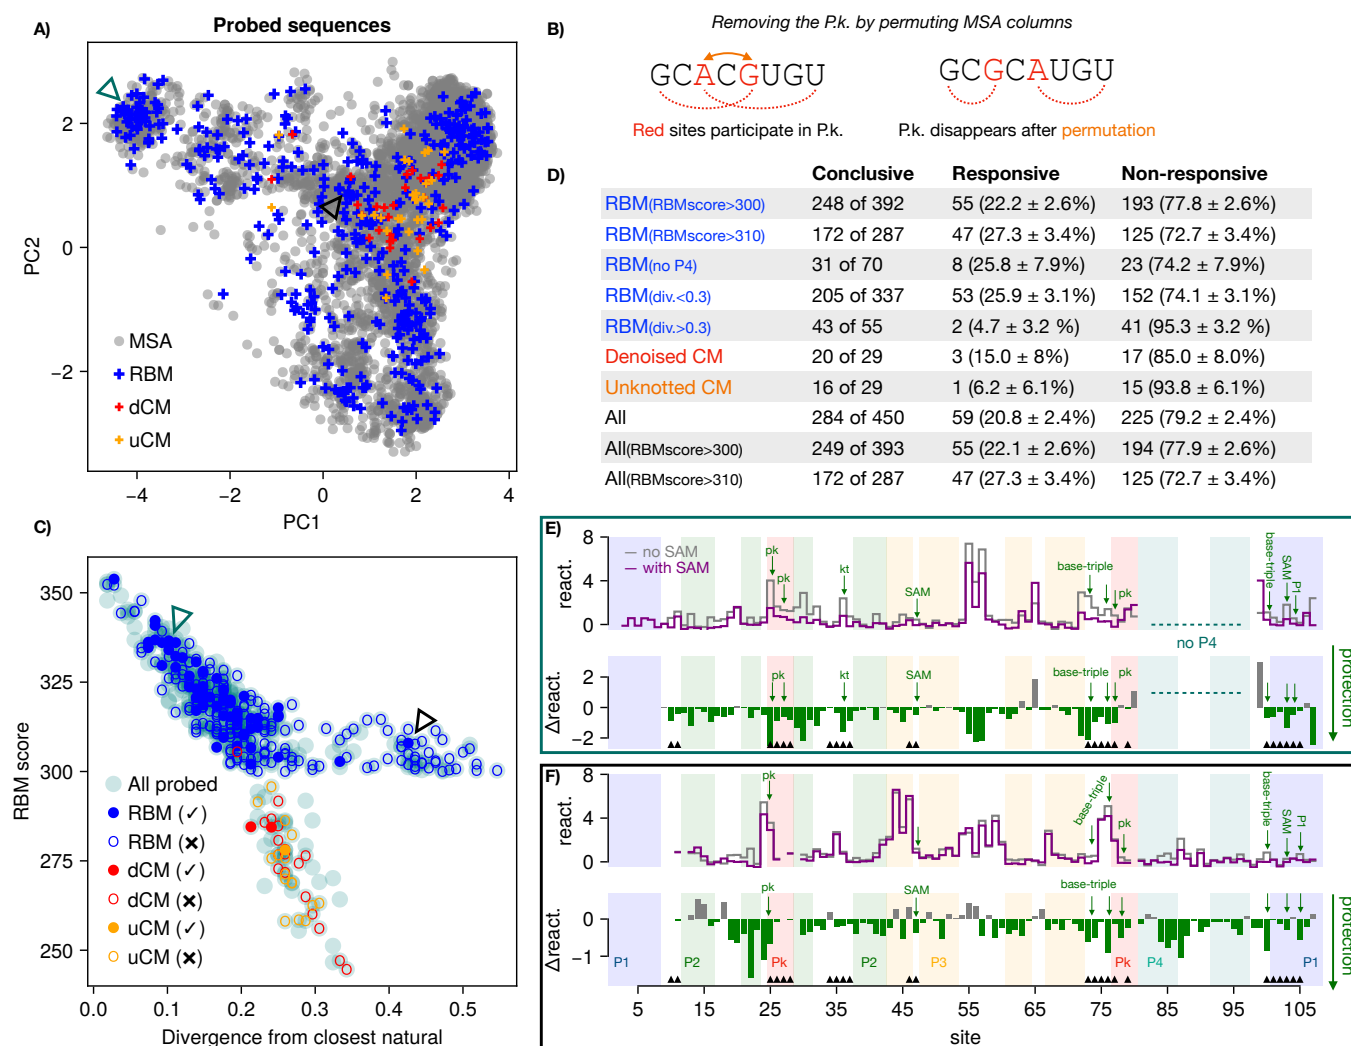 A)
Probed sequences
2
0
−2
PC2
−4
−2
0
2
4
PC1
MSA
RBM
dCM
uCM
B)
Removing the P.k. by permuting MSA columns
GCACGUGU
GCGCAUGU
Red sites participate in P.k.
P.k. disappears after permutation
D)
Conclusive Responsive Non-responsive
RBM(RBMscore>300) 248 of 392 55 (22.2 ± 2.6%) 193 (77.8 ± 2.6%)
RBM(RBMscore>310) 172 of 287 47 (27.3 ± 3.4%) 125 (72.7 ± 3.4%)
RBM(no P4) 31 of 70 8 (25.8 ± 7.9%) 23 (74.2 ± 7.9%)
RBM(div.<0.3) 205 of 337 53 (25.9 ± 3.1%) 152 (74.1 ± 3.1%)
RBM(div.>0.3) 43 of 55 2 (4.7 ± 3.2 %) 41 (95.3 ± 3.2 %)
Denoised CM 20 of 29 3 (15.0 ± 8%) 17 (85.0 ± 8.0%)
Unknotted CM 16 of 29 1 (6.2 ± 6.1%) 15 (93.8 ± 6.1%)
All 284 of 450 59 (20.8 ± 2.4%) 225 (79.2 ± 2.4%)
All(RBMscore>300) 249 of 393 55 (22.1 ± 2.6%) 194 (77.9 ± 2.6%)
All(RBMscore>310) 172 of 287 47 (27.3 ± 3.4%) 125 (72.7 ± 3.4%)
C)
350
325
300
275
250
RBM score
0.0
0.1
0.2
0.3
0.4
0.5
Divergence from closest natural
All probed
RBM (✓)
RBM (✖)
dCM (✓)
dCM (✖)
uCM (✓)
uCM (✖)
E)
8
4
0
react.
no SAM
with SAM
pk
pk
kt
SAM
base-triple
pk
base-triple
SAM
P1
no P4
2
0
−2
Δreact.
pk
kt
SAM
base-triple
pk
protection
F)
8
4
0
react.
pk
base-triple
pk
base-triple
SAM
P1
0
−1
Δreact.
pk
SAM
base-triple
protection
P1
P2
Pk
P2
P3
Pk
P4
P1
5
15
25
35
45
55
65
75
85
95
105
site